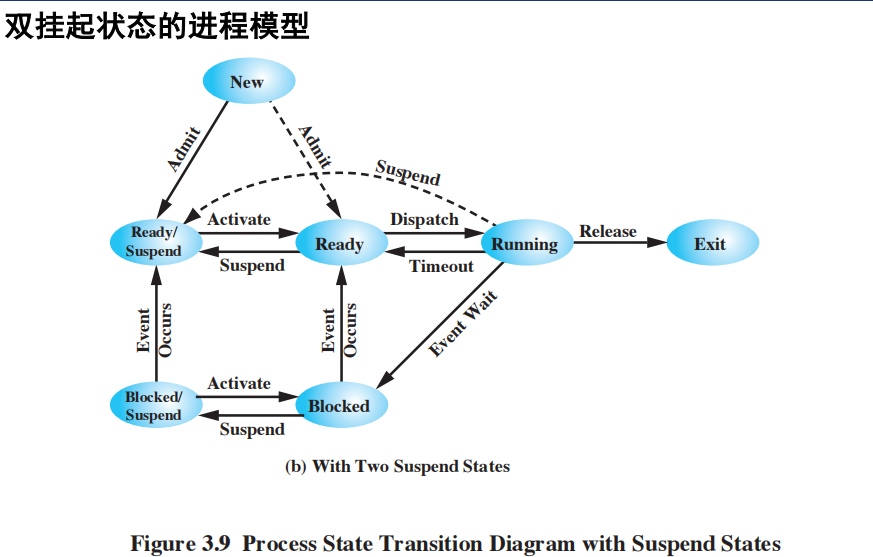 双挂起状态的进程模型
New
Admit
Admit
Suspend
Ready/
Suspend
Activate
Suspend
Ready
Dispatch
Timeout
Running
Release
Exit
Event
Occurs
Event
Occurs
Event Wait
Blocked/
Suspend
Activate
Suspend
Blocked
(b) With Two Suspend States
Figure 3.9 Process State Transition Diagram with Suspend States